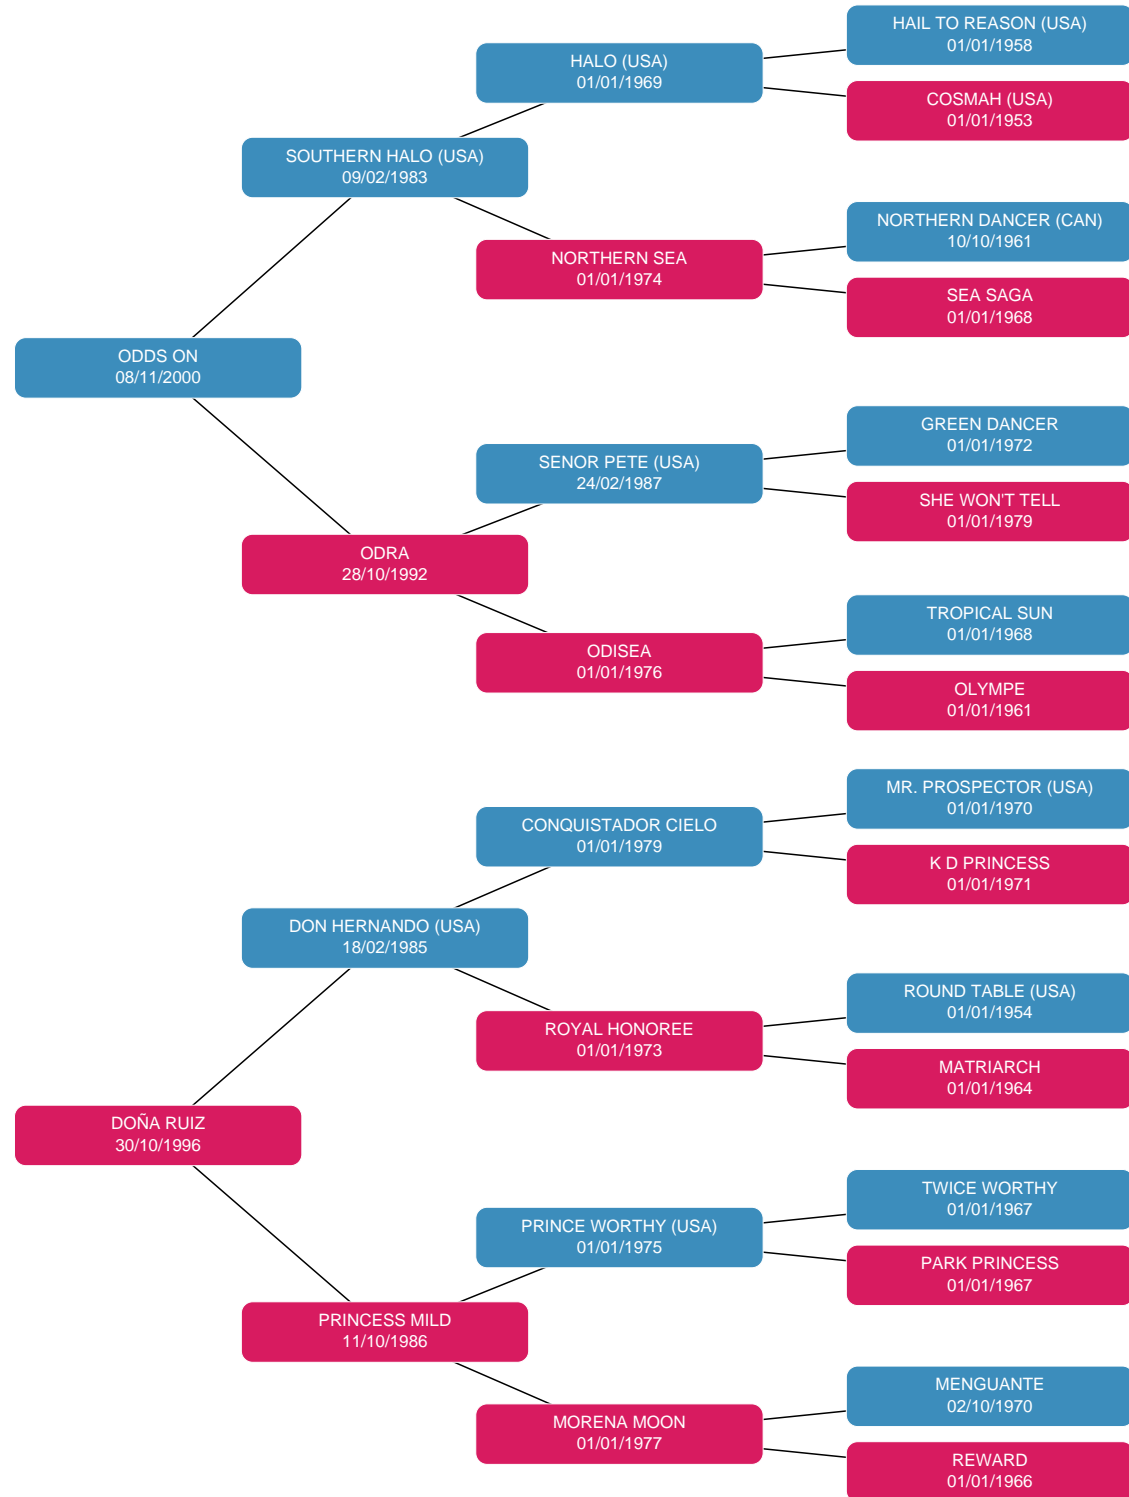 HAIL TO REASON (USA)
01/01/1958
HALO (USA)
01/01/1969
COSMAH (USA)
01/01/1953
SOUTHERN HALO (USA)
09/02/1983
NORTHERN DANCER (CAN)
10/10/1961
NORTHERN SEA
01/01/1974
SEA SAGA
01/01/1968
ODDS ON
08/11/2000
GREEN DANCER
01/01/1972
SENOR PETE (USA)
24/02/1987
SHE WON'T TELL
01/01/1979
ODRA
28/10/1992
TROPICAL SUN
01/01/1968
ODISEA
01/01/1976
OLYMPE
01/01/1961
MR. PROSPECTOR (USA)
01/01/1970
CONQUISTADOR CIELO
01/01/1979
K D PRINCESS
01/01/1971
DON HERNANDO (USA)
18/02/1985
ROUND TABLE (USA)
01/01/1954
ROYAL HONOREE
01/01/1973
MATRIARCH
01/01/1964
DOÑA RUIZ
30/10/1996
TWICE WORTHY
01/01/1967
PRINCE WORTHY (USA)
01/01/1975
PARK PRINCESS
01/01/1967
PRINCESS MILD
11/10/1986
MENGUANTE
02/10/1970
MORENA MOON
01/01/1977
REWARD
01/01/1966